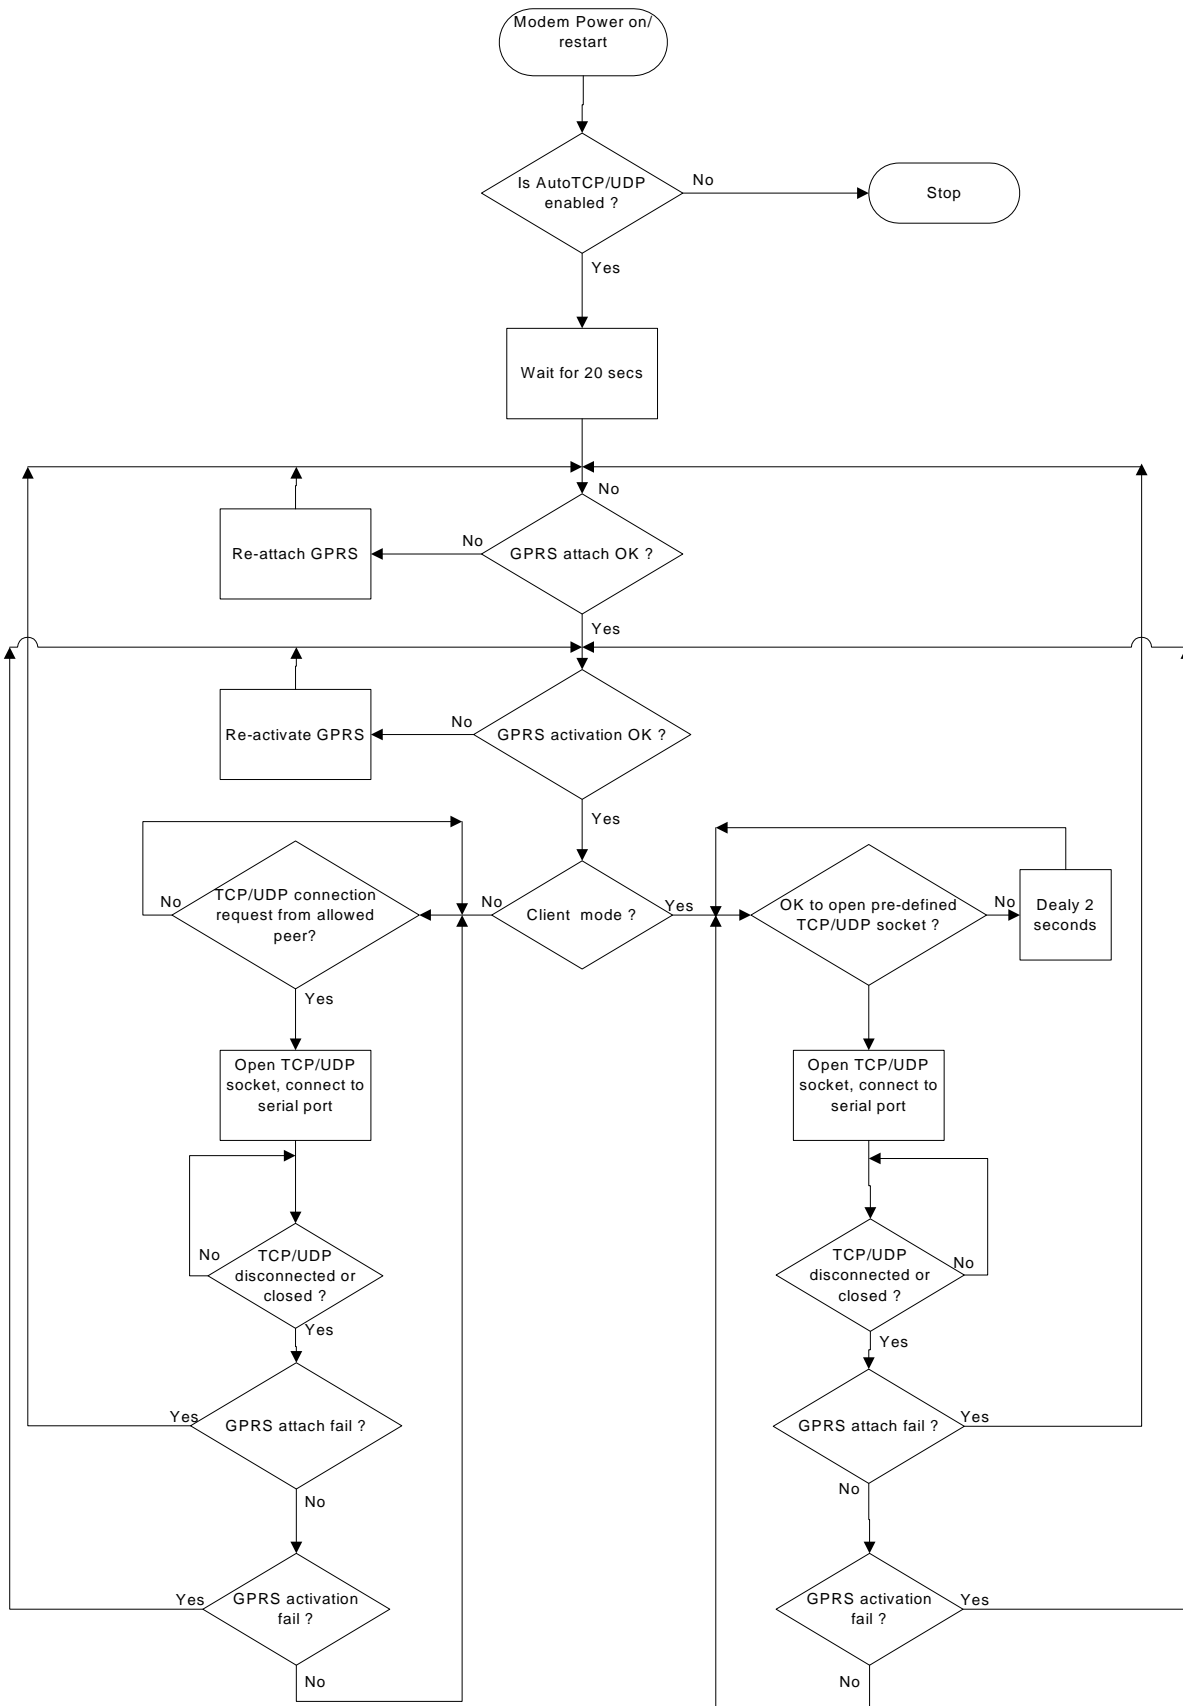 Modem Power on/
restart
Is AutoTCP/UDP
enabled ?
No
Stop
Yes
Wait for 20 secs
No
Re-attach GPRS
No
GPRS attach OK ?
Yes
Re-activate GPRS
No
GPRS activation OK ?
Yes
TCP/UDP connection
request from allowed
peer?
No
No
Client mode ?
Yes
OK to open pre-defined
TCP/UDP socket ?
No
Dealy 2
seconds
Yes
Open TCP/UDP
socket, connect to
serial port
Open TCP/UDP
socket, connect to
serial port
No
TCP/UDP
disconnected or
closed ?
TCP/UDP
disconnected or
closed ?
No
Yes
Yes
Yes
GPRS attach fail ?
GPRS attach fail ?
Yes
No
No
Yes
GPRS activation
fail ?
GPRS activation
fail ?
Yes
No
No